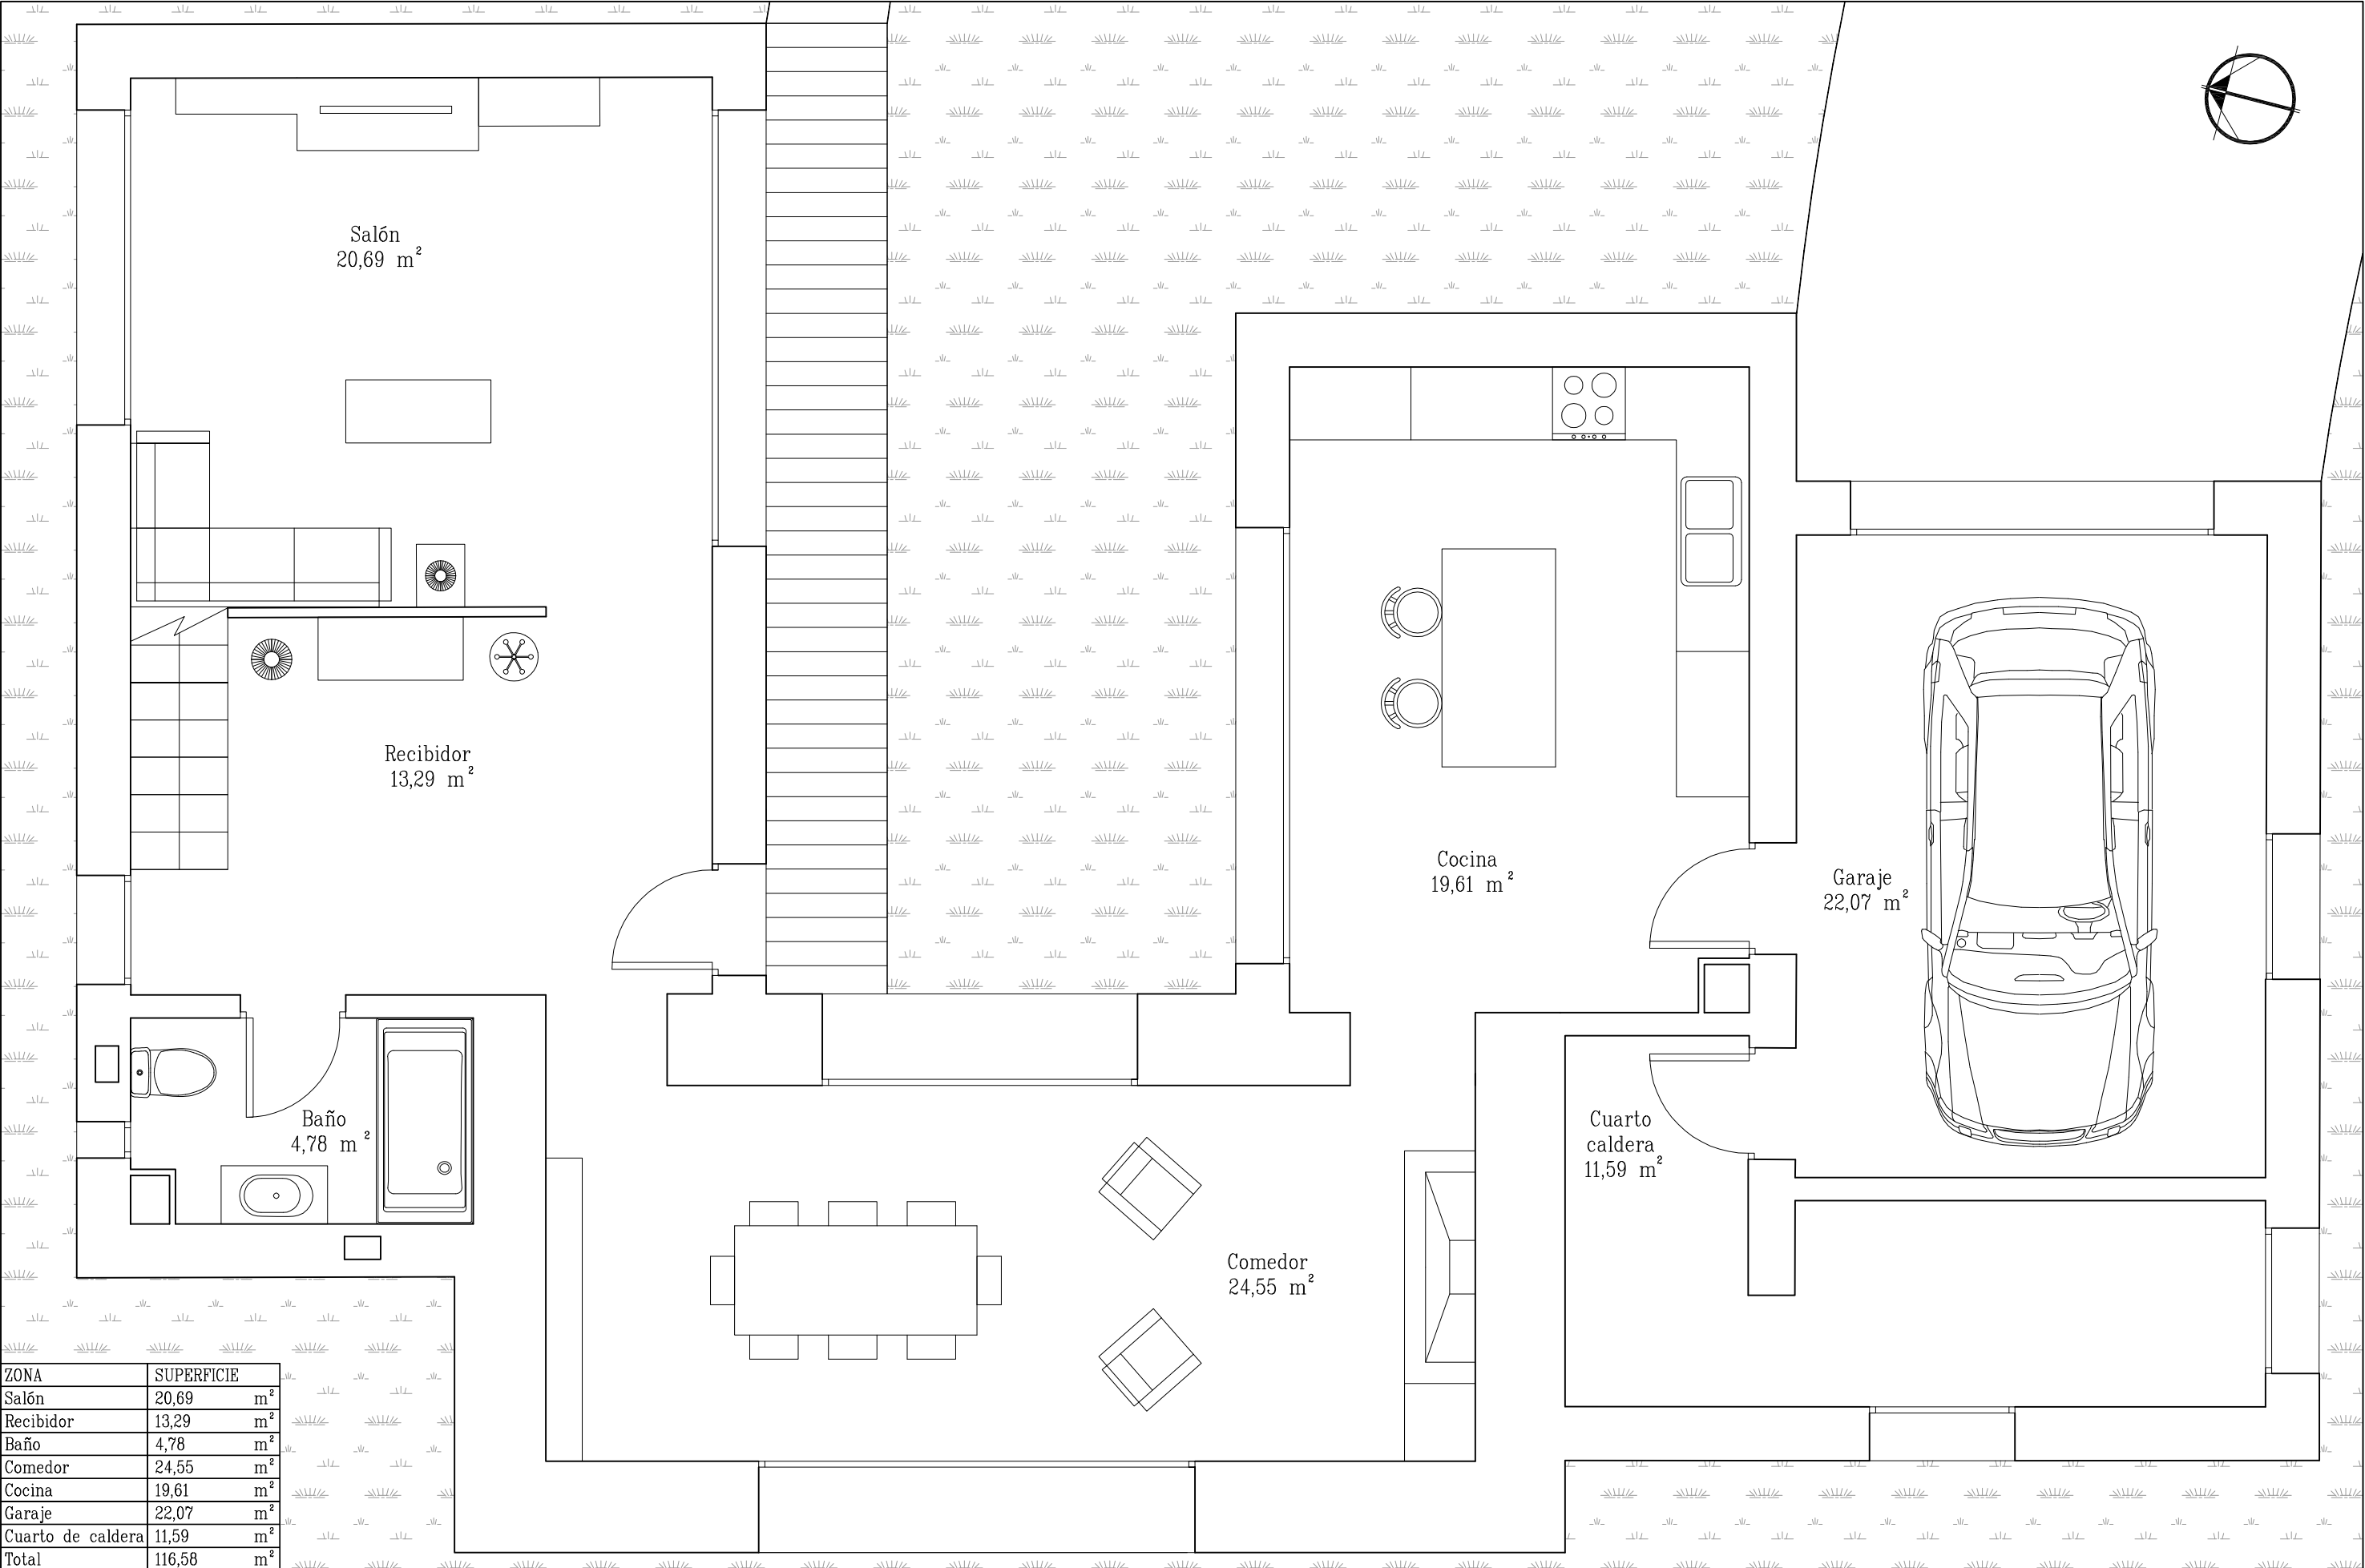 Salón
20,69 m²
Recibidor
13,29 m²
Cocina
19,61 m²
Garaje
22,07 m²
Baño
4,78 m²
Cuarto
caldera
11,59 m²
Comedor
24,55 m²
ZONA SUPERFICIE
Salón 20,69 m²
Recibidor 13,29 m²
Baño 4,78 m²
Comedor 24,55 m²
Cocina 19,61 m²
Garaje 22,07 m²
Cuarto de caldera 11,59 m²
Total 116,58 m²